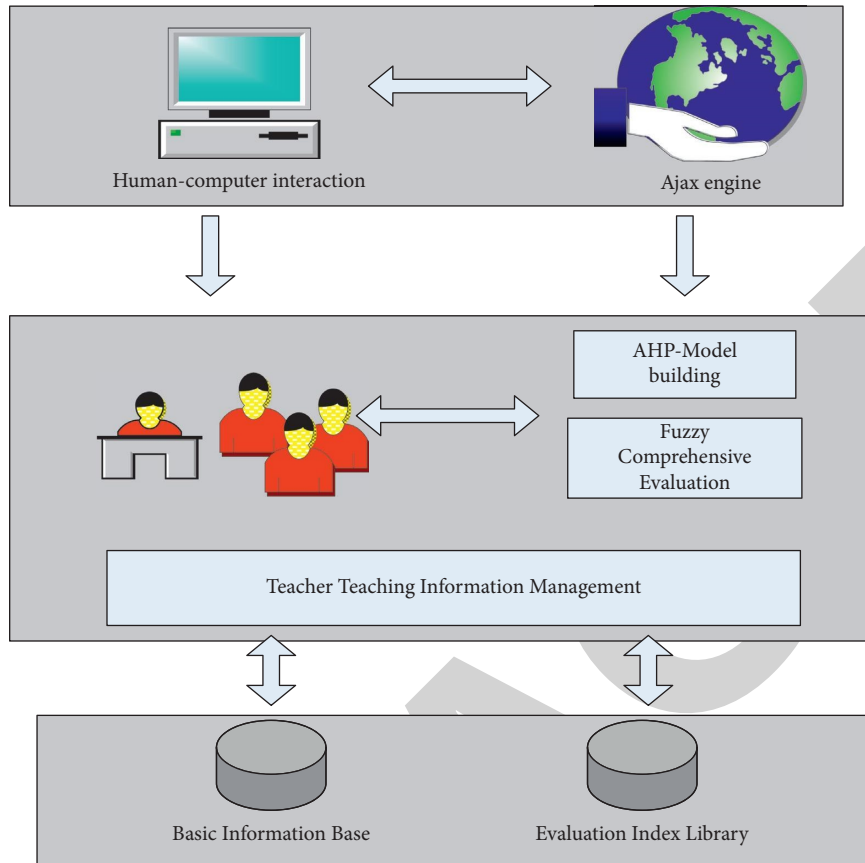 Human-computer interaction
Ajax engine
AHP-Model
building
Fuzzy
Comprehensive
Evaluation
Teacher Teaching Information Management
Basic Information Base
Evaluation Index Library